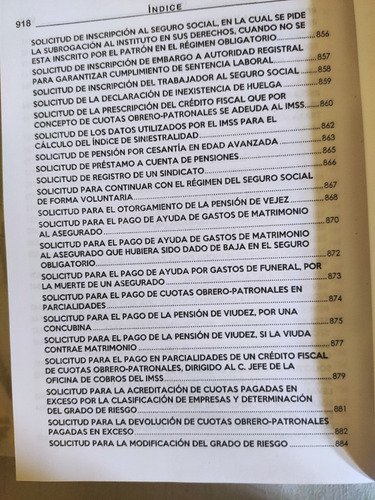 918
ÍNDICE
SOLICITUD DE INSCRIPCIÓN AL SEGURO SOCIAL, EN LA CUAL SE PIDE
LA SUBROGACIÓN AL INSTITUTO EN SUS DERECHOS, CUANDO NO SE
ESTA INSCRITO POR EL PATRÓN EN EL RÉGIMEN OBLIGATORIO 856
SOLICITUD DE INSCRIPCIÓN DE EMBARGO A AUTORIDAD REGISTRAL
PARA GARANTIZAR CUMPLIMIENTO DE SENTENCIA LABORAL 857
SOLICITUD DE INSCRIPCIÓN DEL TRABAJADOR AL SEGURO SOCIAL 858
SOLICITUD DE LA DECLARACIÓN DE INEXISTENCIA DE HUELGA 859
SOLICITUD DE LA PRESCRIPCIÓN DEL CRÉDITO FISCAL QUE POR
CONCEPTO DE CUOTAS OBRERO-PATRONALES SE ADEUDA AL IMSS 860
SOLICITUD DE LOS DATOS UTILIZADOS POR EL IMSS PARA EL
CÁLCULO DEL ÍNDICE DE SINIESTRALIDAD 862
SOLICITUD DE PENSIÓN POR CESANTÍA EN EDAD AVANZADA 863
SOLICITUD DE PRÉSTAMO A CUENTA DE PENSIONES 865
SOLICITUD DE REGISTRO DE UN SINDICATO 866
SOLICITUD PARA CONTINUAR CON EL RÉGIMEN DEL SEGURO SOCIAL
DE FORMA VOLUNTARIA 867
SOLICITUD PARA EL OTORGAMIENTO DE LA PENSIÓN DE VEJEZ 868
SOLICITUD PARA EL PAGO DE AYUDA DE GASTOS DE MATRIMONIO
AL ASEGURADO 870
SOLICITUD PARA EL PAGO DE AYUDA DE GASTOS DE MATRIMONIO
AL ASEGURADO QUE HUBIERA SIDO DADO DE BAJA EN EL SEGURO
OBLIGATORIO 872
SOLICITUD PARA EL PAGO DE AYUDA POR GASTOS DE FUNERAL, POR
LA MUERTE DE UN ASEGURADO 873
SOLICITUD PARA EL PAGO DE CUOTAS OBRERO-PATRONALES EN
PARCIALIDADES 874
SOLICITUD PARA EL PAGO DE LA PENSIÓN DE VIUDEZ, POR UNA
CONCUBINA 875
SOLICITUD PARA EL PAGO DE LA PENSIÓN DE VIUDEZ, SI LA VIUDA
CONTRAE MATRIMONIO 877
SOLICITUD PARA EL PAGO EN PARCIALIDADES DE UN CRÉDITO FISCAL
DE CUOTAS OBRERO-PATRONALES, DIRIGIDO AL C. JEFE DE LA
OFICINA DE COBROS DEL IMSS 879
SOLICITUD PARA LA ACREDITACIÓN DE CUOTAS PAGADAS EN
EXCESO POR LA CLASIFICACIÓN DE EMPRESAS Y DETERMINACIÓN
DEL GRADO DE RIESGO 881
SOLICITUD PARA LA DEVOLUCIÓN DE CUOTAS OBRERO-PATRONALES
PAGADAS EN EXCESO 882
SOLICITUD PARA LA MODIFICACIÓN DEL GRADO DE RIESGO 884